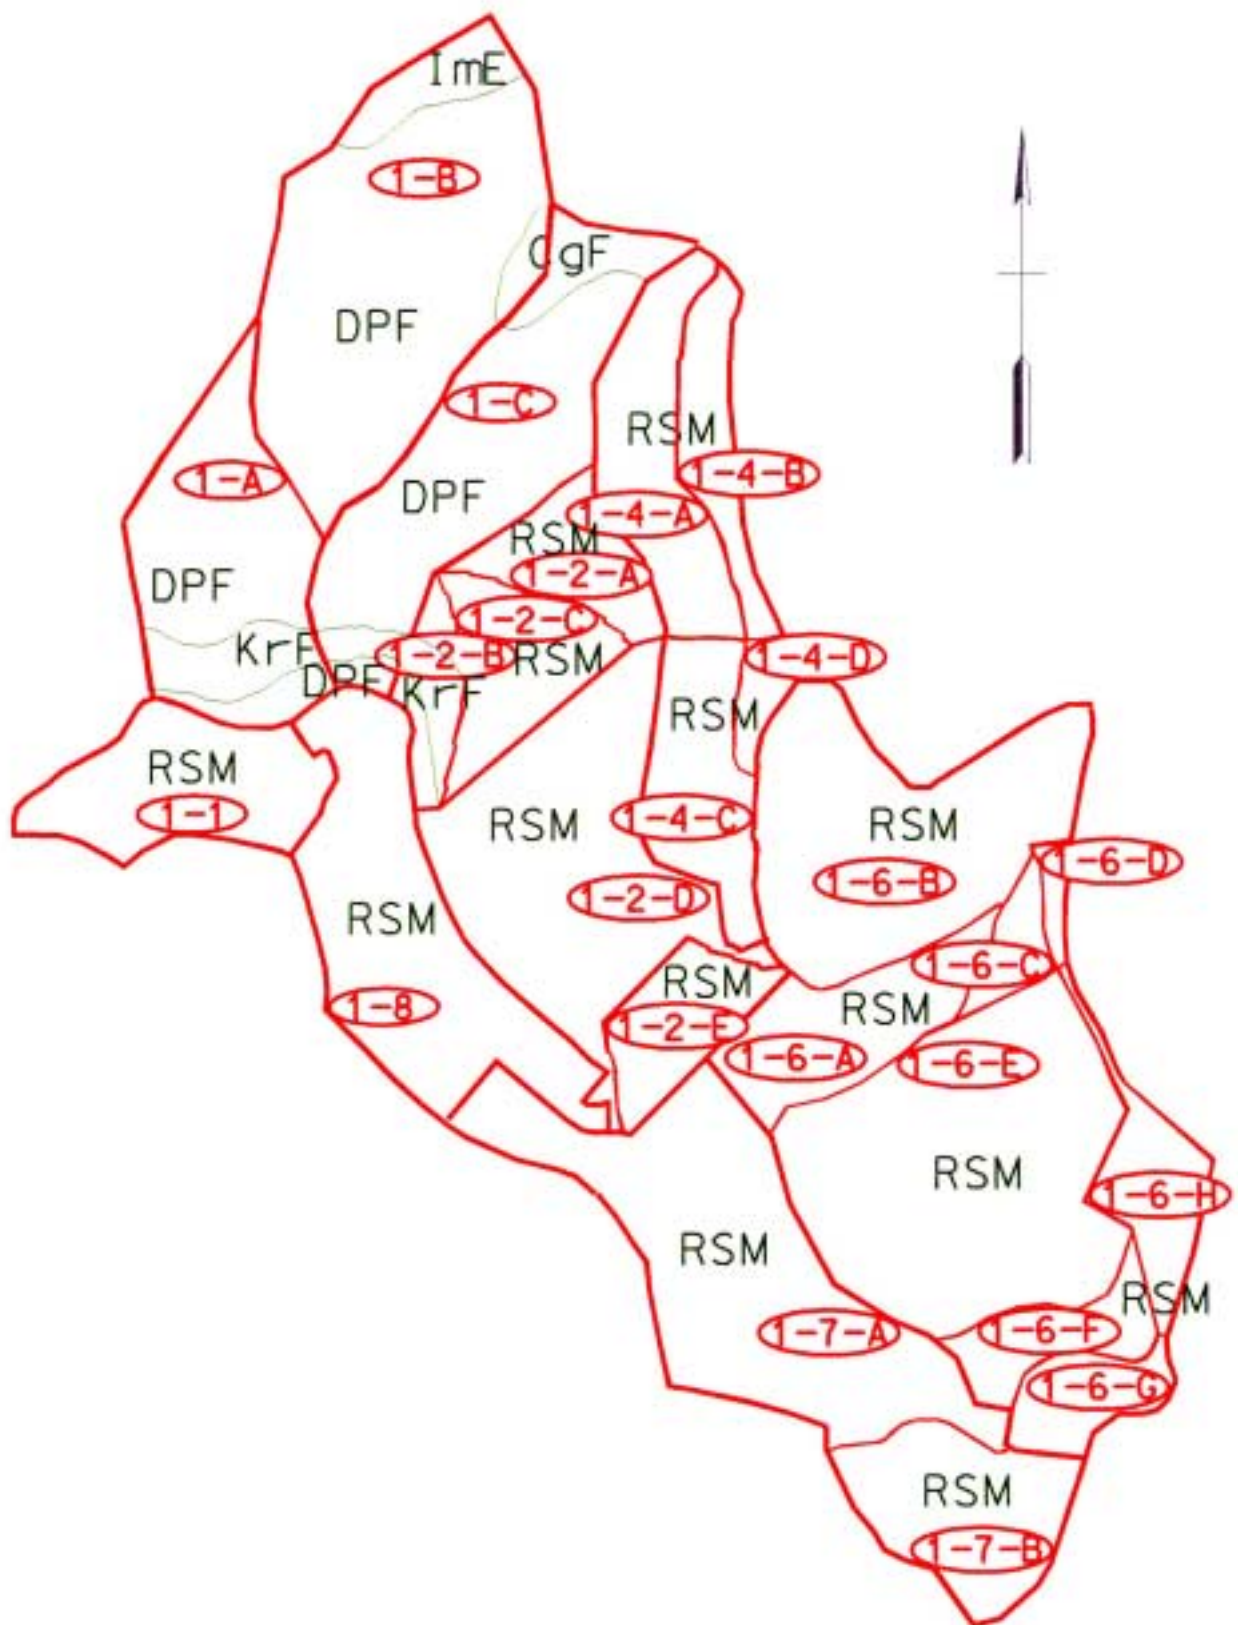 ImE
1-B
CgF
DPF
1-C
RSM
1-A
1-4-B
DPF
1-4-A
RSM
1-2-A
DPF
1-2-C
KrF
1-2-B
RSM
1-4-D
DPF
KrF
RSM
RSM
1-1
RSM
1-4-C
RSM
1-6-D
1-6-B
1-2-D
RSM
1-6-C
RSM
1-8
RSM
1-2-E
1-6-A
1-6-E
RSM
RSM
1-6-H
RSM
1-7-A
1-6-F
1-6-G
RSM
1-7-B